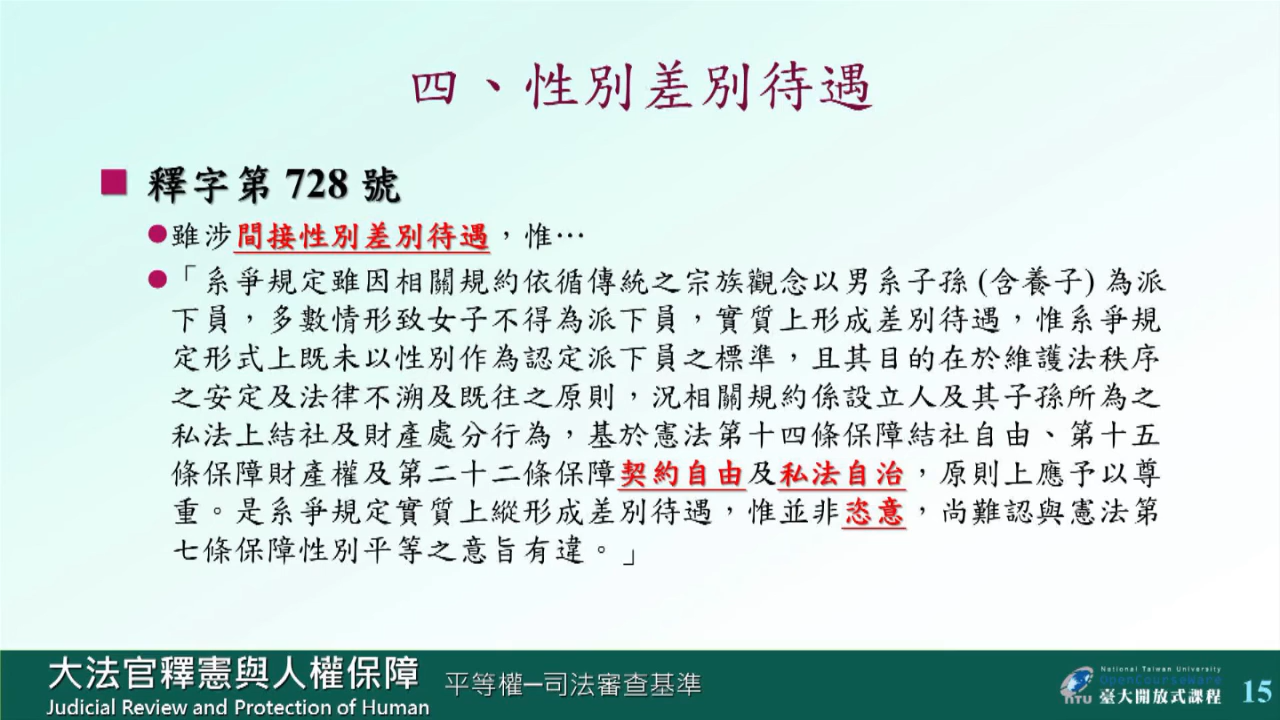 四、性別差別待遇
釋字第 728 號
雖涉間接性別差別待遇，惟…
「系爭規定雖因相關規約依循傳統之宗族觀念以男系子孫 (含養子) 為派
下員，多數情形致女子不得為派下員，實質上形成差別待遇，惟系爭規
定形式上既未以性別作為認定派下員之標準，且其目的在於維護法秩序
之安定及法律不溯及既往之原則，況相關規約係設立人及其子孫所為之
私法上結社及財產處分行為，基於憲法第十四條保障結社自由、第十五
條保障財產權及第二十二條保障契約自由及私法自治，原則上應予以尊
重。是系爭規定實質上縱形成差別待遇，惟並非恣意，尚難認與憲法第
七條保障性別平等之意旨有違。」
大法官釋憲與人權保障 平等權─司法審查基準
Judicial Review and Protection of Human
National Taiwan University
OpenCourseWare
NTU 臺大開放式課程
15